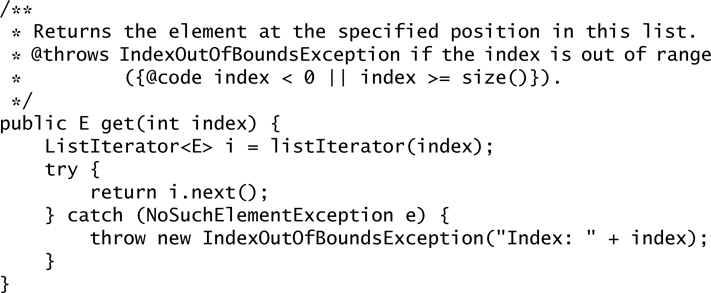 /**
 * Returns the element at the specified position in this list.
 * @throws IndexOutOfBoundsException if the index is out of range
 *         ({@code index < 0 || index >= size()}).
 */
public E get(int index) {
    ListIterator<E> i = listIterator(index);
    try {
        return i.next();
    } catch (NoSuchElementException e) {
        throw new IndexOutOfBoundsException("Index: " + index);
    }
}